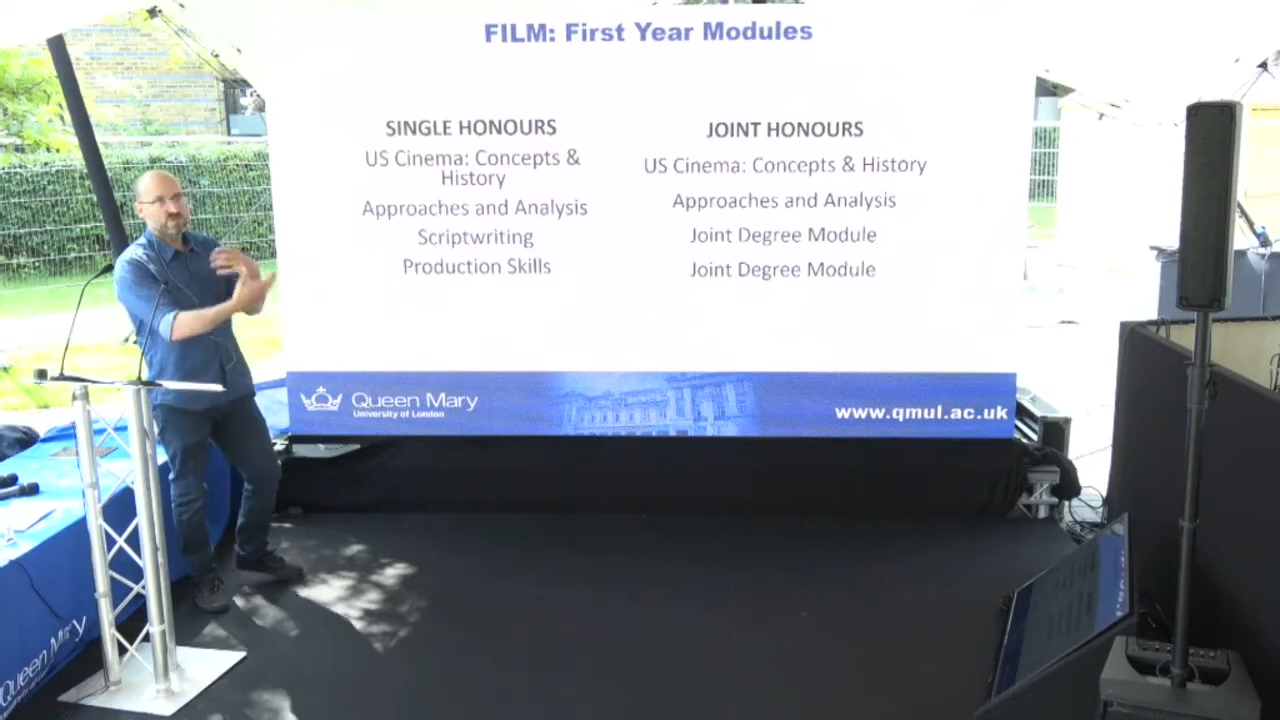 FILM: First Year Modules
SINGLE HONOURS
US Cinema: Concepts &
History
Approaches and Analysis
Scriptwriting
Production Skills
JOINT HONOURS
US Cinema: Concepts & History
Approaches and Analysis
Joint Degree Module
Joint Degree Module
Queen Mary
University of London
www.qmul.ac.uk
Queen Mary